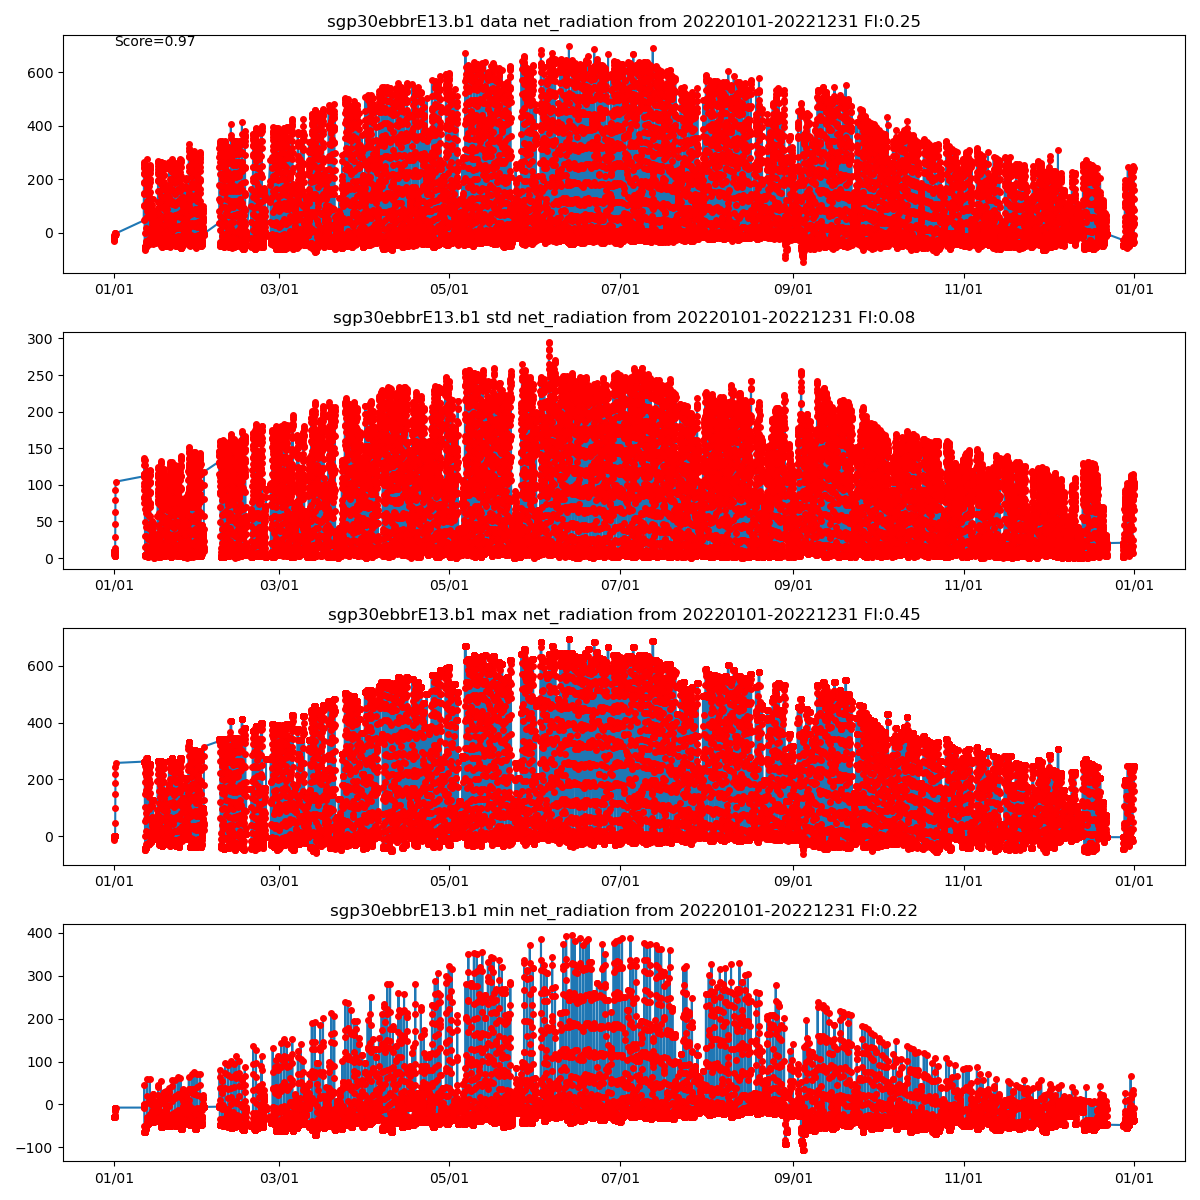 sgp30ebbrE13.b1 data net_radiation from 20220101-20221231 FI:0.25
Score=0.97
600
400
200
0
01/01 03/01 05/01 07/01 09/01 11/01 01/01
sgp30ebbrE13.b1 std net_radiation from 20220101-20221231 FI:0.08
300
250
200
150
100
50
0
01/01 03/01 05/01 07/01 09/01 11/01 01/01
sgp30ebbrE13.b1 max net_radiation from 20220101-20221231 FI:0.45
600
400
200
0
01/01 03/01 05/01 07/01 09/01 11/01 01/01
sgp30ebbrE13.b1 min net_radiation from 20220101-20221231 FI:0.22
400
300
200
100
0
−100
01/01 03/01 05/01 07/01 09/01 11/01 01/01